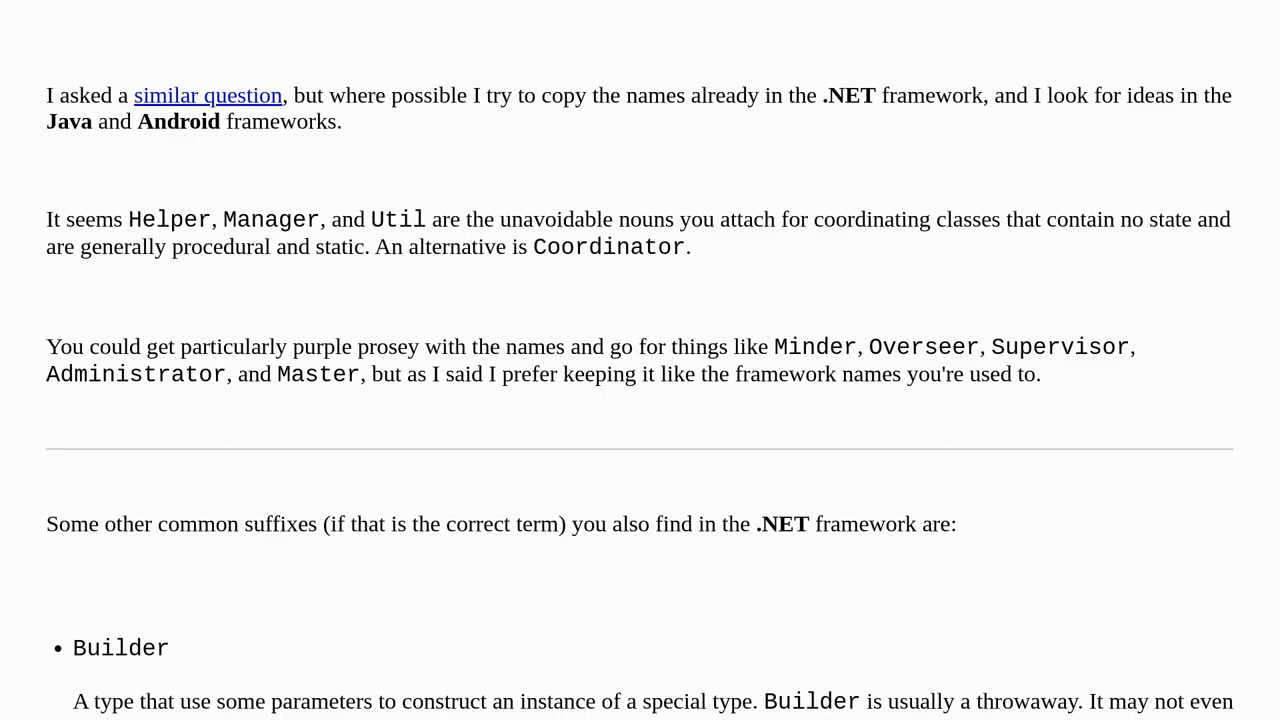 I asked a similar question, but where possible I try to copy the names already in the .NET framework, and I look for ideas in the
Java and Android frameworks.
It seems Helper, Manager, and Util are the unavoidable nouns you attach for coordinating classes that contain no state and
are generally procedural and static. An alternative is Coordinator.
You could get particularly purple prosey with the names and go for things like Minder, Overseer, Supervisor,
Administrator, and Master, but as I said I prefer keeping it like the framework names you're used to.
Some other common suffixes (if that is the correct term) you also find in the .NET framework are:
• Builder
A type that use some parameters to construct an instance of a special type. Builder is usually a throwaway. It may not even